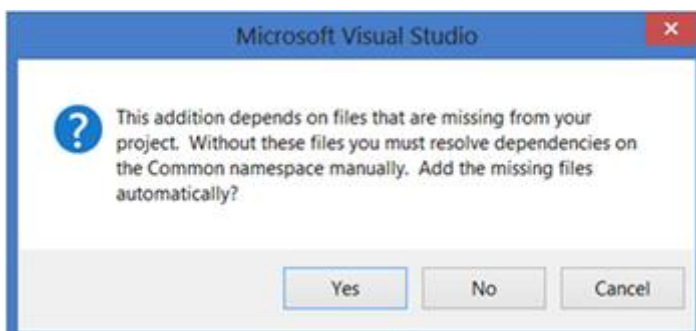 Microsoft Visual Studio
This addition depends on files that are missing from your
project. Without these files you must resolve dependencies on
the Common namespace manually. Add the missing files
automatically?
Yes No Cancel